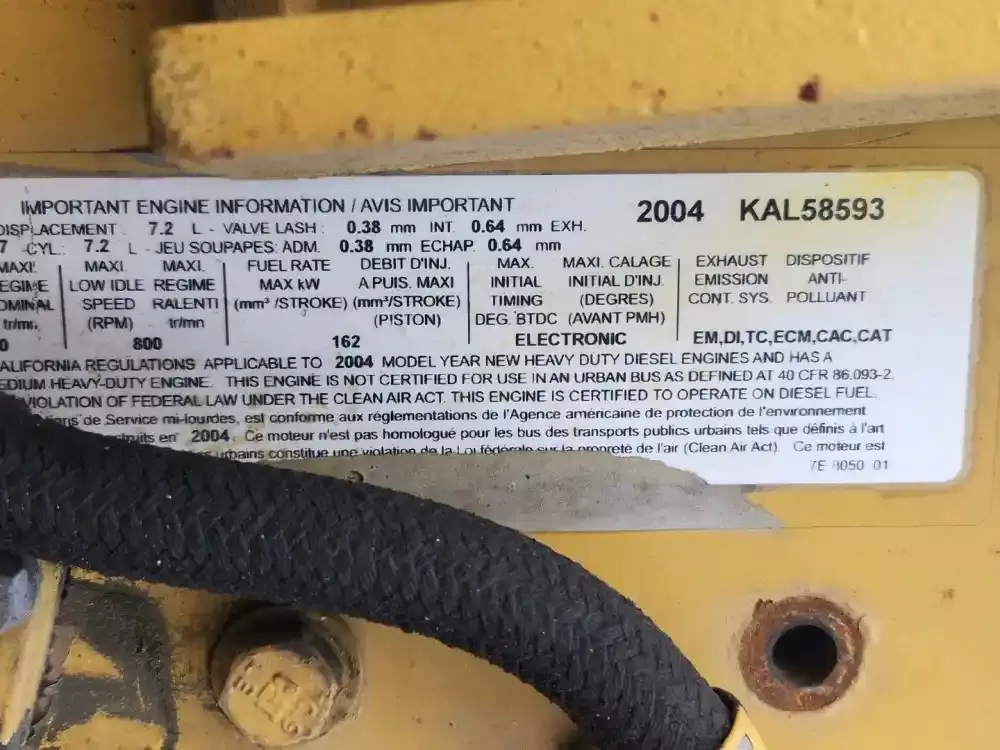 IMPORTANT ENGINE INFORMATION / AVIS IMPORTANT
2004 KAL58593
DISPLACEMENT: 7.2 L - VALVE LASH: 0.38 mm INT. 0.64 mm EXH.
7 CYL: 7.2 L - JEU SOUPAPES: ADM. 0.38 mm ECHAP. 0.64 mm
MAXI. MAXI. MAXI. FUEL RATE DEBIT D'INJ. MAX. MAXI. CALAGE EXHAUST DISPOSITIF
EGIME LOW IDLE REGIME MAX kW A PUIS. MAXI INITIAL INITIAL D'INJ. EMISSION ANTI-
OMINAL SPEED RALENTI (mm³ /STROKE) (mm³/STROKE) TIMING (DEGRES) CONT. SYS. POLLUANT
tr/mn. (RPM) tr/mn (PISTON) DEG. BTDC (AVANT PMH)
0 800 162 ELECTRONIC EM,DI,TC,ECM,CAC,CAT
ALIFORNIA REGULATIONS APPLICABLE TO 2004 MODEL YEAR NEW HEAVY DUTY DIESEL ENGINES AND HAS A
EDIUM HEAVY-DUTY ENGINE. THIS ENGINE IS NOT CERTIFIED FOR USE IN AN URBAN BUS AS DEFINED AT 40 CFR 86.093-2.
VIOLATION OF FEDERAL LAW UNDER THE CLEAN AIR ACT. THIS ENGINE IS CERTIFIED TO OPERATE ON DIESEL FUEL.
de Service mi-lourdes, est conforme aux réglementations de l'Agence américaine de protection de l'environnement
truits en 2004. Ce moteur n'est pas homologué pour les bus des transports publics urbains tels que définis à l'art
urbains constitue une violation de la Loi fédérale sur la propreté de l'air (Clean Air Act). Ce moteur est
7E 8050 01